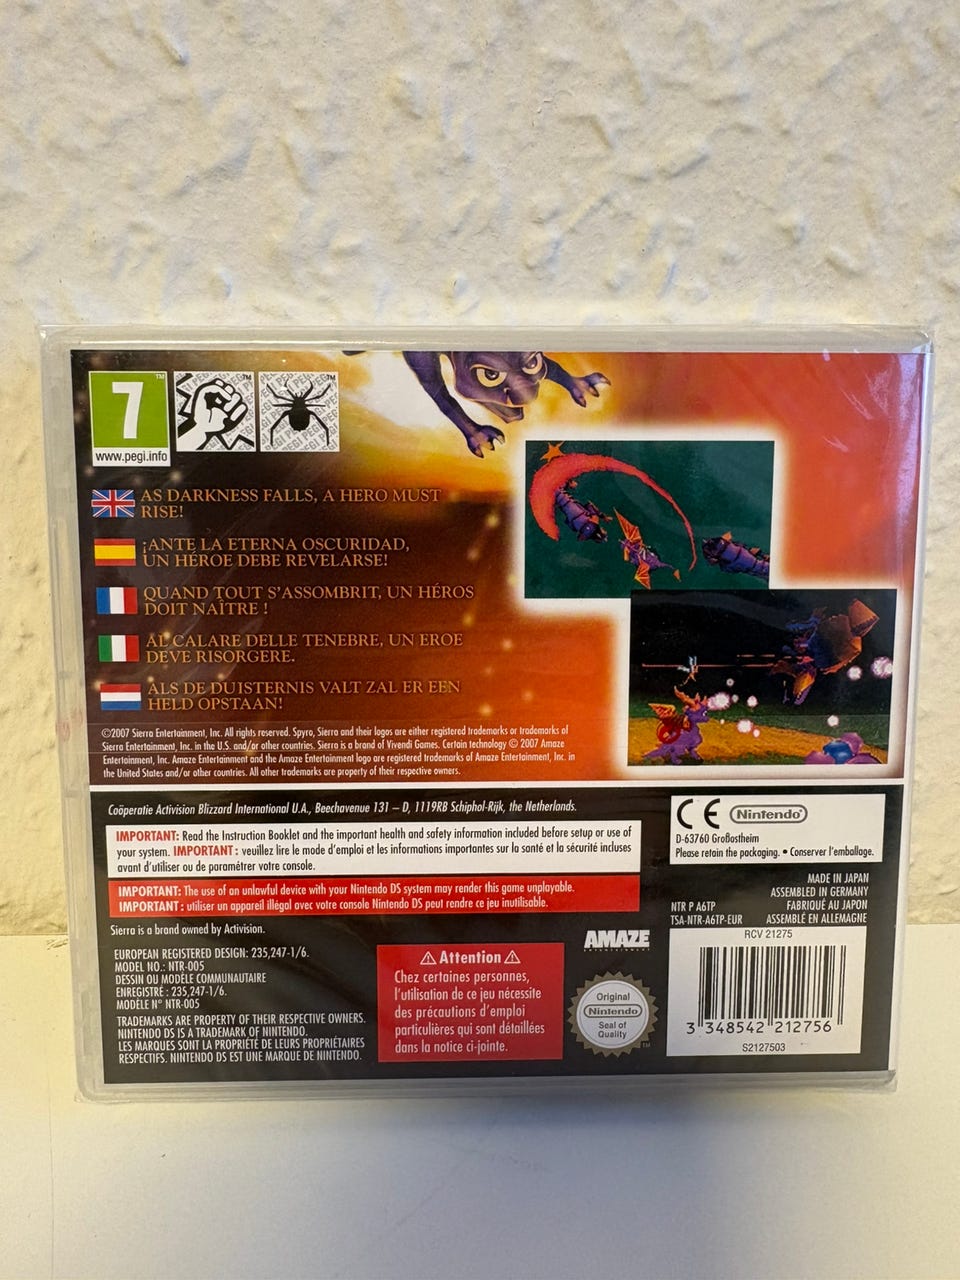 7™
www.pegi.info
AS DARKNESS FALLS, A HERO MUST
RISE!
¡ANTE LA ETERNA OSCURIDAD,
UN HÉROE DEBE REVELARSE!
QUAND TOUT S'ASSOMBRIT, UN HÉROS
DOIT NAÎTRE !
AL CALARE DELLE TENEBRE, UN EROE
DEVE RISORGERE.
ALS DE DUISTERNIS VALT ZAL ER EEN
HELD OPSTAAN!
©2007 Sierra Entertainment, Inc. All rights reserved. Spyro, Sierra and their logos are either registered trademarks or trademarks of
Sierra Entertainment, Inc. in the U.S. and/or other countries. Sierra is a brand of Vivendi Games. Certain technology © 2007 Amaze
Entertainment, Inc. Amaze Entertainment and the Amaze Entertainment logo are registered trademarks of Amaze Entertainment, Inc. in
the United States and/or other countries. All other trademarks are property of their respective owners.
Coöperatie Activision Blizzard International U.A., Beechavenue 131 – D, 1119RB Schiphol-Rijk, the Netherlands.
IMPORTANT: Read the Instruction Booklet and the important health and safety information included before setup or use of
your system. IMPORTANT : veuillez lire le mode d'emploi et les informations importantes sur la santé et la sécurité incluses
avant d'utiliser ou de paramétrer votre console.
IMPORTANT: The use of an unlawful device with your Nintendo DS system may render this game unplayable.
IMPORTANT : utiliser un appareil illégal avec votre console Nintendo DS peut rendre ce jeu inutilisable.
Sierra is a brand owned by Activision.
EUROPEAN REGISTERED DESIGN: 235,247-1/6.
MODEL NO.: NTR-005
DESSIN OU MODÈLE COMMUNAUTAIRE
ENREGISTRÉ : 235,247-1/6.
MODÈLE N° NTR-005
TRADEMARKS ARE PROPERTY OF THEIR RESPECTIVE OWNERS.
NINTENDO DS IS A TRADEMARK OF NINTENDO.
LES MARQUES SONT LA PROPRIÉTÉ DE LEURS PROPRIÉTAIRES
RESPECTIFS. NINTENDO DS EST UNE MARQUE DE NINTENDO.
⚠ Attention ⚠
Chez certaines personnes,
l'utilisation de ce jeu nécessite
des précautions d'emploi
particulières qui sont détaillées
dans la notice ci-jointe.
AMAZE
ENTERTAINMENT
Original
Nintendo
Seal of
Quality
TM
CE Nintendo®
D-63760 Großostheim
Please retain the packaging. • Conserver l'emballage.
MADE IN JAPAN
ASSEMBLED IN GERMANY
NTR P A6TP FABRIQUÉ AU JAPON
TSA-NTR-A6TP-EUR ASSEMBLÉ EN ALLEMAGNE
RCV 21275
3 348542 212756
S2127503